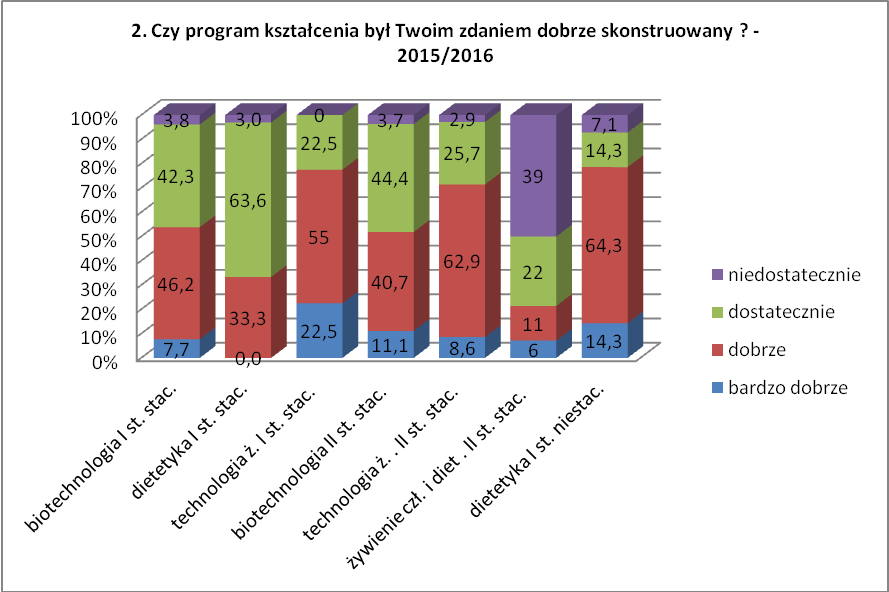 2. Czy program kształcenia był Twoim zdaniem dobrze skonstruowany ? -
2015/2016
100%
90%
80%
70%
60%
50%
40%
30%
20%
10%
0%
3,8 3,0 0 3,7 2,9 39 7,1
42,3 63,6 22,5 44,4 25,7 22 14,3
46,2 33,3 55 40,7 62,9 11 64,3
7,7 0,0 22,5 11,1 8,6 6 14,3
biotechnologia I st. stac.
dietetyka I st. stac.
technologia ż. I st. stac.
biotechnologia II st. stac.
technologia ż. . II st. stac.
żywienie czł. i diet . II st. stac.
dietetyka I st. niestac.
niedostatecznie
dostatecznie
dobrze
bardzo dobrze